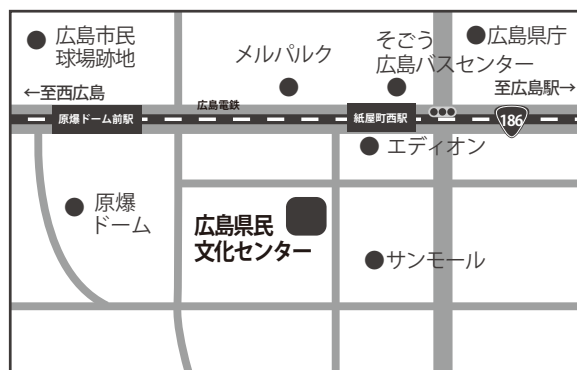 広島市民
球場跡地
メルパルク
そごう
広島バスセンター
広島県庁
←至西広島
至広島駅→
広島電鉄
原爆ドーム前駅
紙屋町西駅
186
エディオン
原爆
ドーム
広島県民
文化センター
サンモール